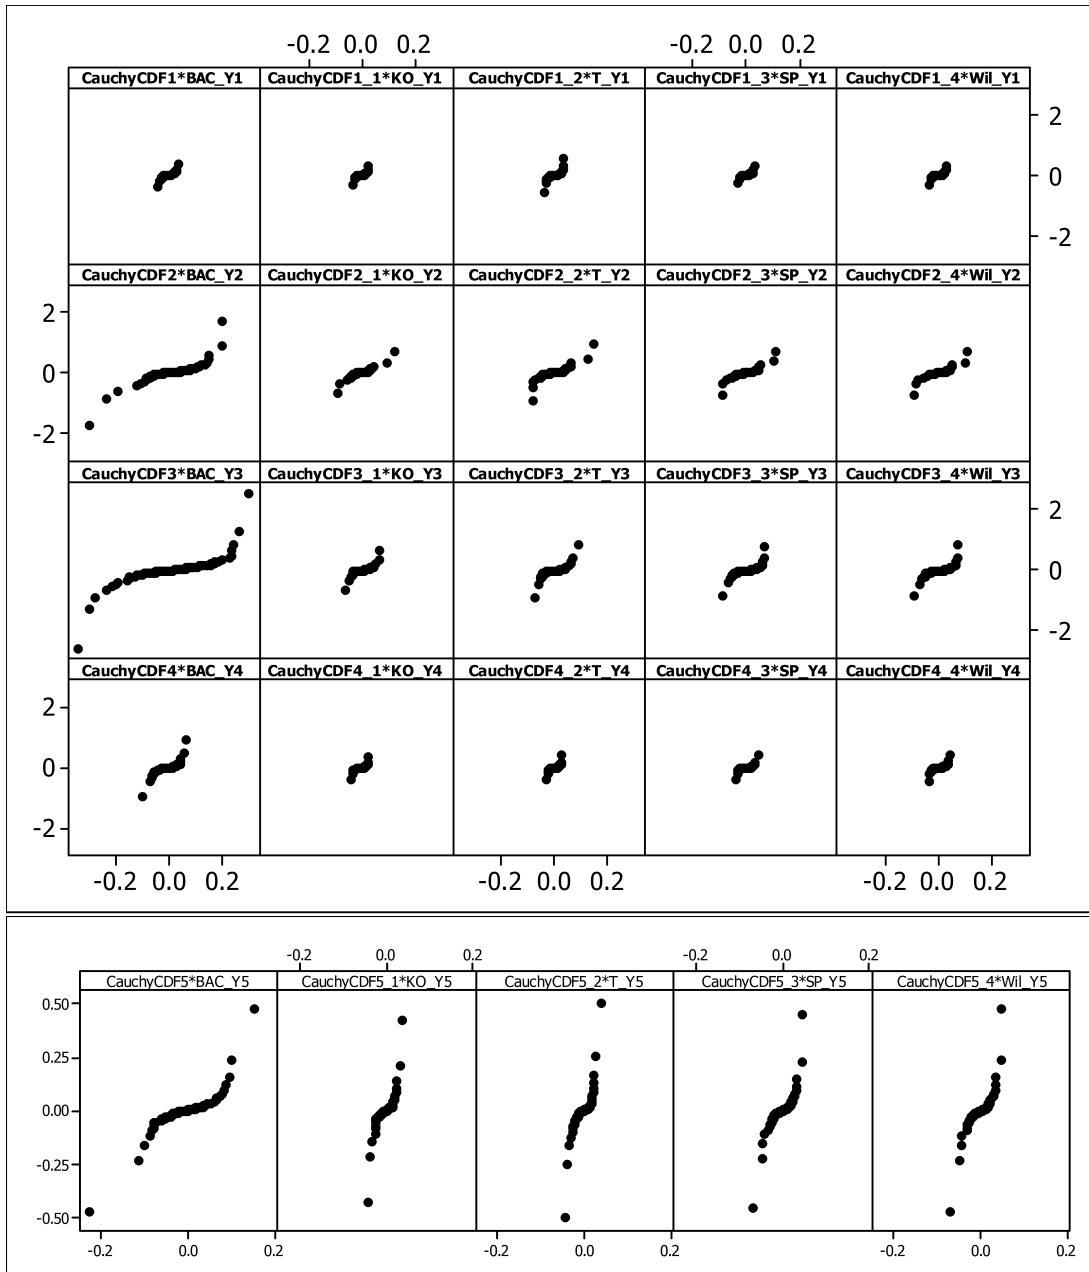 -0.2 0.0 0.2 -0.2 0.0 0.2
CauchyCDF1*BAC_Y1 CauchyCDF1_1*KO_Y1 CauchyCDF1_2*T_Y1 CauchyCDF1_3*SP_Y1 CauchyCDF1_4*Wil_Y1
2
0
-2
CauchyCDF2*BAC_Y2 CauchyCDF2_1*KO_Y2 CauchyCDF2_2*T_Y2 CauchyCDF2_3*SP_Y2 CauchyCDF2_4*Wil_Y2
2
0
-2
CauchyCDF3*BAC_Y3 CauchyCDF3_1*KO_Y3 CauchyCDF3_2*T_Y3 CauchyCDF3_3*SP_Y3 CauchyCDF3_4*Wil_Y3
2
0
-2
CauchyCDF4*BAC_Y4 CauchyCDF4_1*KO_Y4 CauchyCDF4_2*T_Y4 CauchyCDF4_3*SP_Y4 CauchyCDF4_4*Wil_Y4
2
0
-2
-0.2 0.0 0.2 -0.2 0.0 0.2 -0.2 0.0 0.2
-0.2 0.0 0.2 -0.2 0.0 0.2
CauchyCDF5*BAC_Y5 CauchyCDF5_1*KO_Y5 CauchyCDF5_2*T_Y5 CauchyCDF5_3*SP_Y5 CauchyCDF5_4*Wil_Y5
0.50
0.25
0.00
-0.25
-0.50
-0.2 0.0 0.2 -0.2 0.0 0.2 -0.2 0.0 0.2